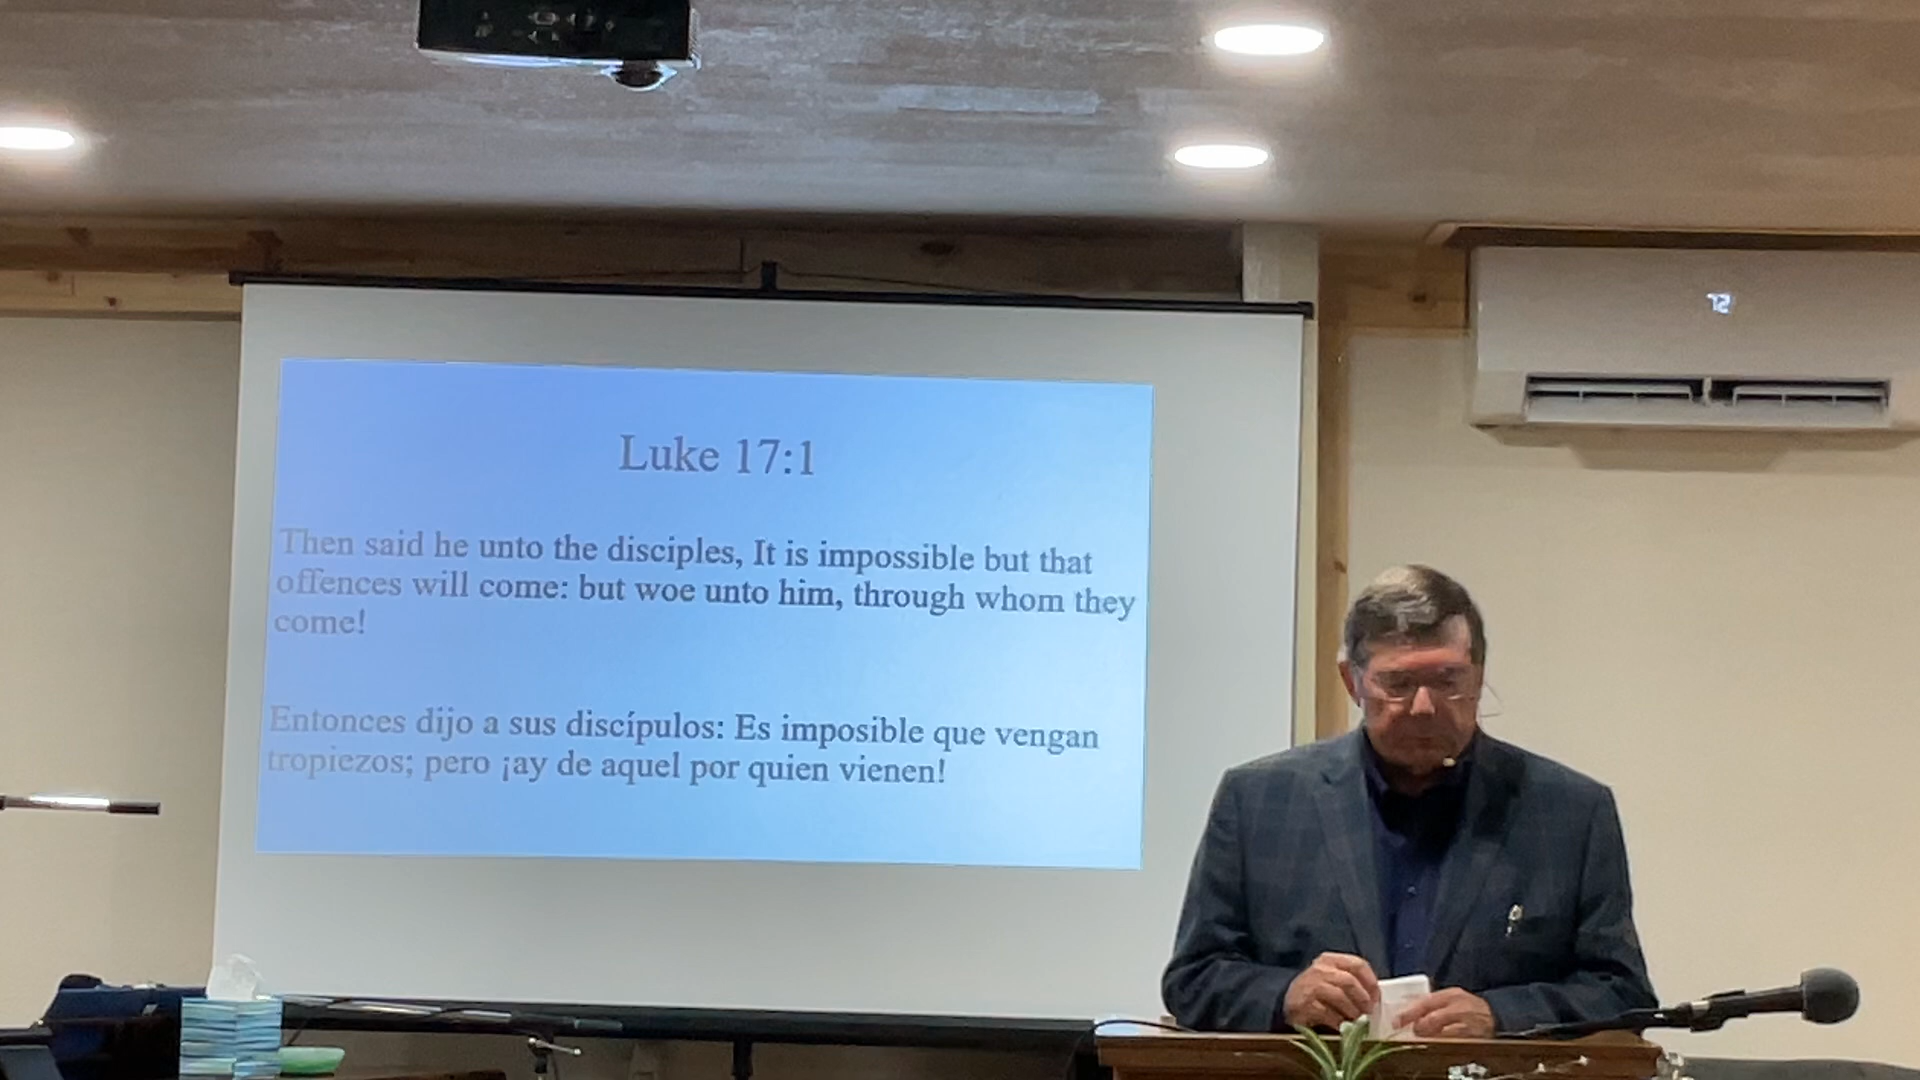 Luke 17:1
Then said he unto the disciples, It is impossible but that
offences will come: but woe unto him, through whom they
come!
Entonces dijo a sus discípulos: Es imposible que vengan
tropiezos; pero ¡ay de aquel por quien vienen!
72